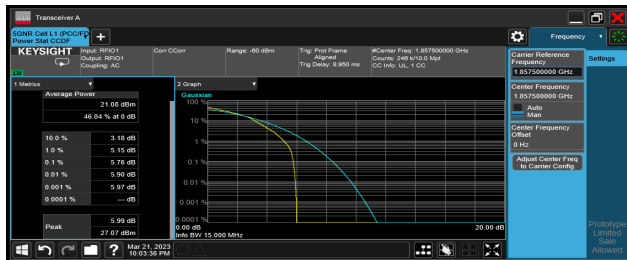 Transceiver A
5GNR Cell L1 (PCC/F
Power Stat CCDF
Frequency
KEYSIGHT
Input: RFIO1
Output: RFIO1
Coupling: AC
Corr CCorr
Range: -60 dBm
Trig: Prot Frame
Aligned
Trig Delay: 9.950 ms
#Center Freq: 1.857500000 GHz
Counts: 246 k/10.0 Mpt
CC Info: UL, 1 CC
Carrier Reference
Frequency
1.857500000 GHz
Settings
Center Frequency
1.857500000 GHz
Auto
Man
Center Frequency
Offset
0 Hz
Adjust Center Freq
to Carrier Config
1 Metrics
Average Power
21.08 dBm
46.04 % at 0 dB
10.0 % 3.18 dB
1.0 % 5.15 dB
0.1 % 5.76 dB
0.01 % 5.90 dB
0.001 % 5.97 dB
0.0001 % --- dB
Peak
5.99 dB
27.07 dBm
2 Graph
Gaussian
100 %
10 %
1 %
0.1 %
0.01 %
0.001 %
0.0001 %
0.00 dB
20.00 dB
Info BW 15.000 MHz
Prototype
Limited
Sale
Allowed
?
Mar 21, 2023
10:03:36 PM